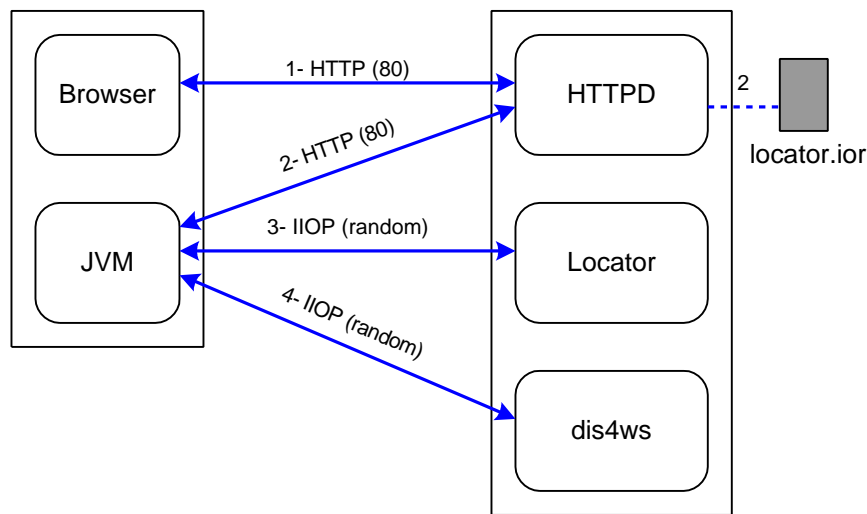 1- HTTP (80)
Browser
HTTPD
2
locator.ior
2- HTTP (80)
3- IIOP (random)
JVM
Locator
4- IIOP (random)
dis4ws